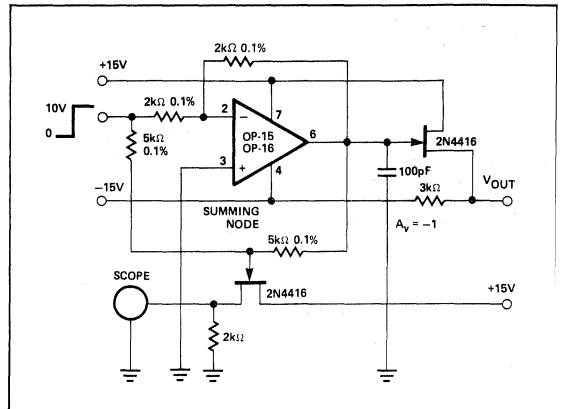 2kΩ 0.1%
+15V
2kΩ 0.1%
10V
0
2
−
7
OP-15
OP-16
6
5kΩ
0.1%
3
+
4
2N4416
100pF
3kΩ
VOUT
−15V
SUMMING
NODE
Av = −1
5kΩ 0.1%
SCOPE
2N4416
+15V
2kΩ